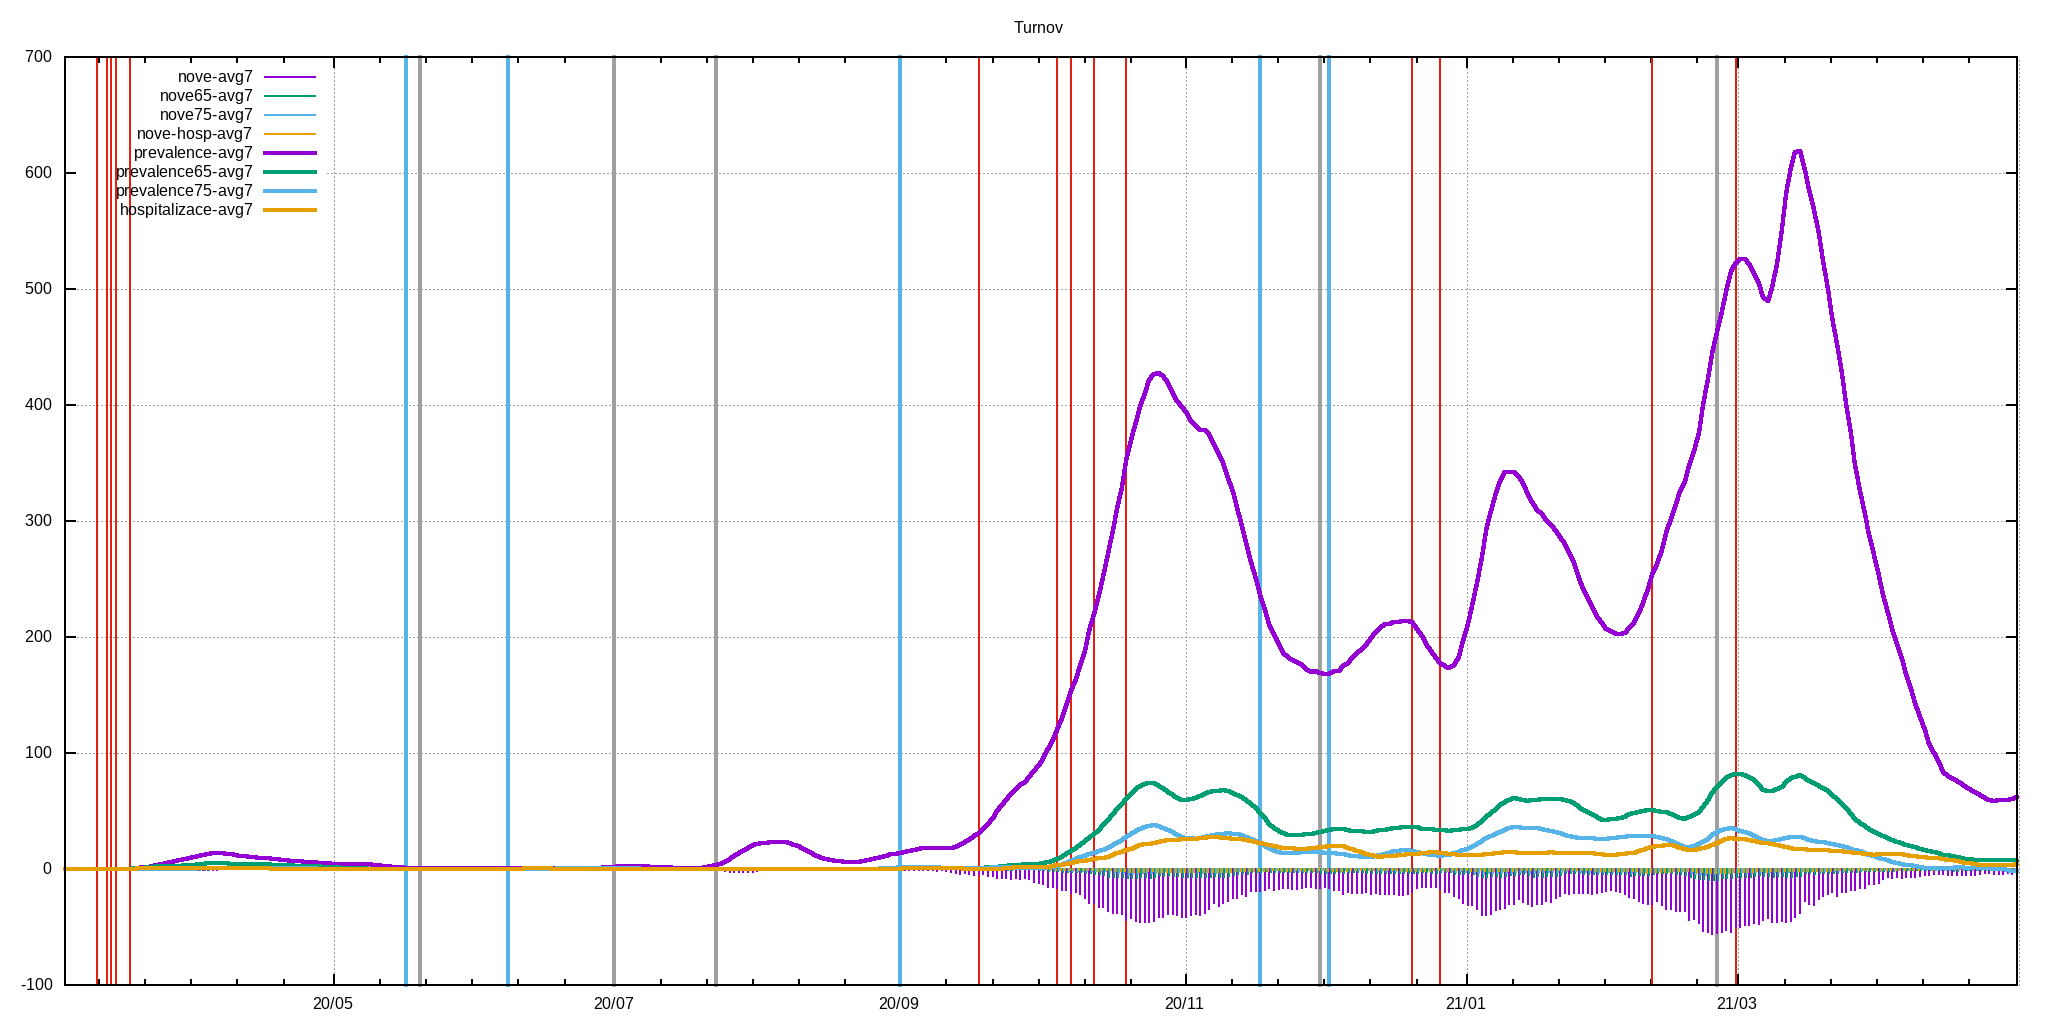 Turnov
700
600
500
400
300
200
100
0
-100
nove-avg7
nove65-avg7
nove75-avg7
nove-hosp-avg7
prevalence-avg7
prevalence65-avg7
prevalence75-avg7
hospitalizace-avg7
20/05 20/07 20/09 20/11 21/01 21/03